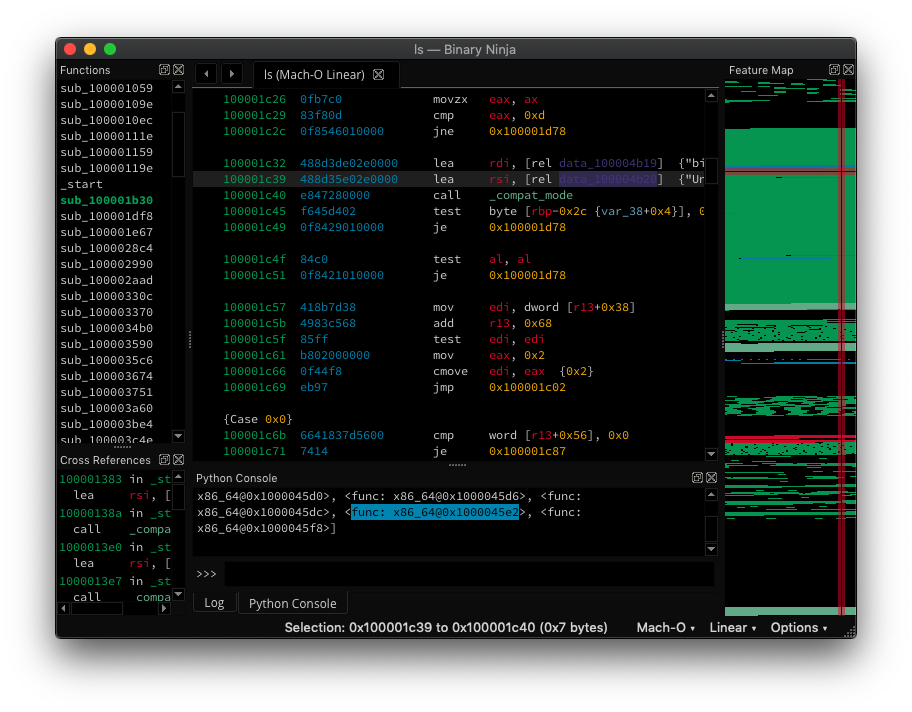 ls — Binary Ninja
Functions
sub_100001059
sub_10000109e
sub_1000010ec
sub_10000111e
sub_100001159
sub_10000119e
_start
sub_100001b30
sub_100001df8
sub_100001e67
sub_1000028c4
sub_100002990
sub_100002aad
sub_10000330c
sub_100003370
sub_1000034b0
sub_100003590
sub_1000035c6
sub_100003674
sub_100003751
sub_100003a60
sub_100003be4
sub_100003c4e
Cross References
100001383 in _st
lea rsi, [
10000138a in _st
call _compa
1000013e0 in _st
lea rsi, [
1000013e7 in _st
call _compa
ls (Mach-O Linear)
100001c26 0fb7c0 movzx eax, ax
100001c29 83f80d cmp eax, 0xd
100001c2c 0f8546010000 jne 0x100001d78
100001c32 488d3de02e0000 lea rdi, [rel data_100004b19] {"bi
100001c39 488d35e02e0000 lea rsi, [rel data_100004b20] {"Un
100001c40 e847280000 call _compat_mode
100001c45 f645d402 test byte [rbp-0x2c {var_38+0x4}], 0
100001c49 0f8429010000 je 0x100001d78
100001c4f 84c0 test al, al
100001c51 0f8421010000 je 0x100001d78
100001c57 418b7d38 mov edi, dword [r13+0x38]
100001c5b 4983c568 add r13, 0x68
100001c5f 85ff test edi, edi
100001c61 b802000000 mov eax, 0x2
100001c66 0f44f8 cmove edi, eax {0x2}
100001c69 eb97 jmp 0x100001c02
{Case 0x0}
100001c6b 6641837d5600 cmp word [r13+0x56], 0x0
100001c71 7414 je 0x100001c87
Python Console
x86_64@0x1000045d0>, <func: x86_64@0x1000045d6>, <func:
x86_64@0x1000045dc>, <func: x86_64@0x1000045e2>, <func:
x86_64@0x1000045f8>]
>>>
Log Python Console
Feature Map
Selection: 0x100001c39 to 0x100001c40 (0x7 bytes) Mach-O Linear Options